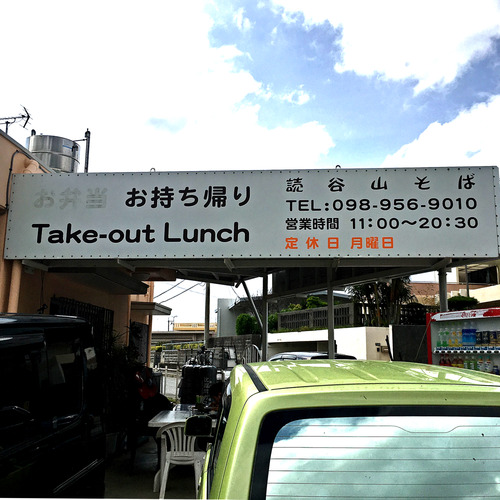 お弁当 お持ち帰り
Take-out Lunch
読谷山そば
TEL:098-956-9010
営業時間 11:00～20:30
定休日 月曜日